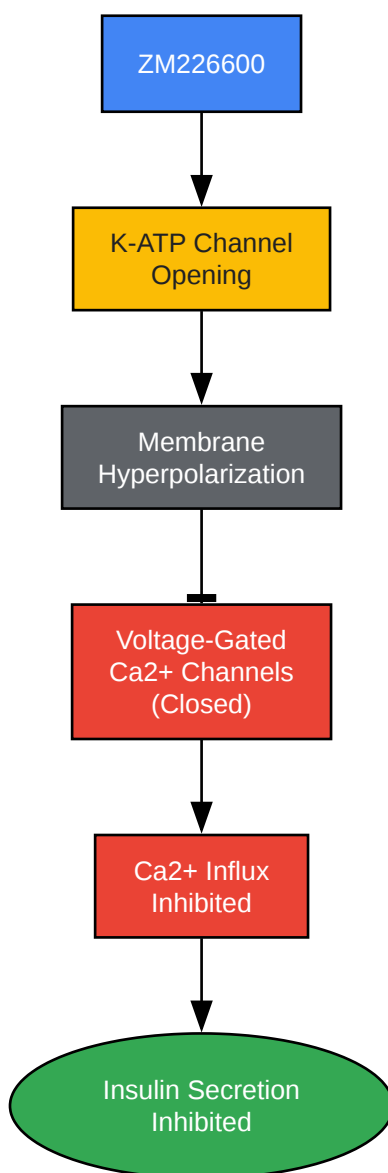 ZM226600
K-ATP Channel
Opening
Membrane
Hyperpolarization
Voltage-Gated
Ca2+ Channels
(Closed)
Ca2+ Influx
Inhibited
Insulin Secretion
Inhibited